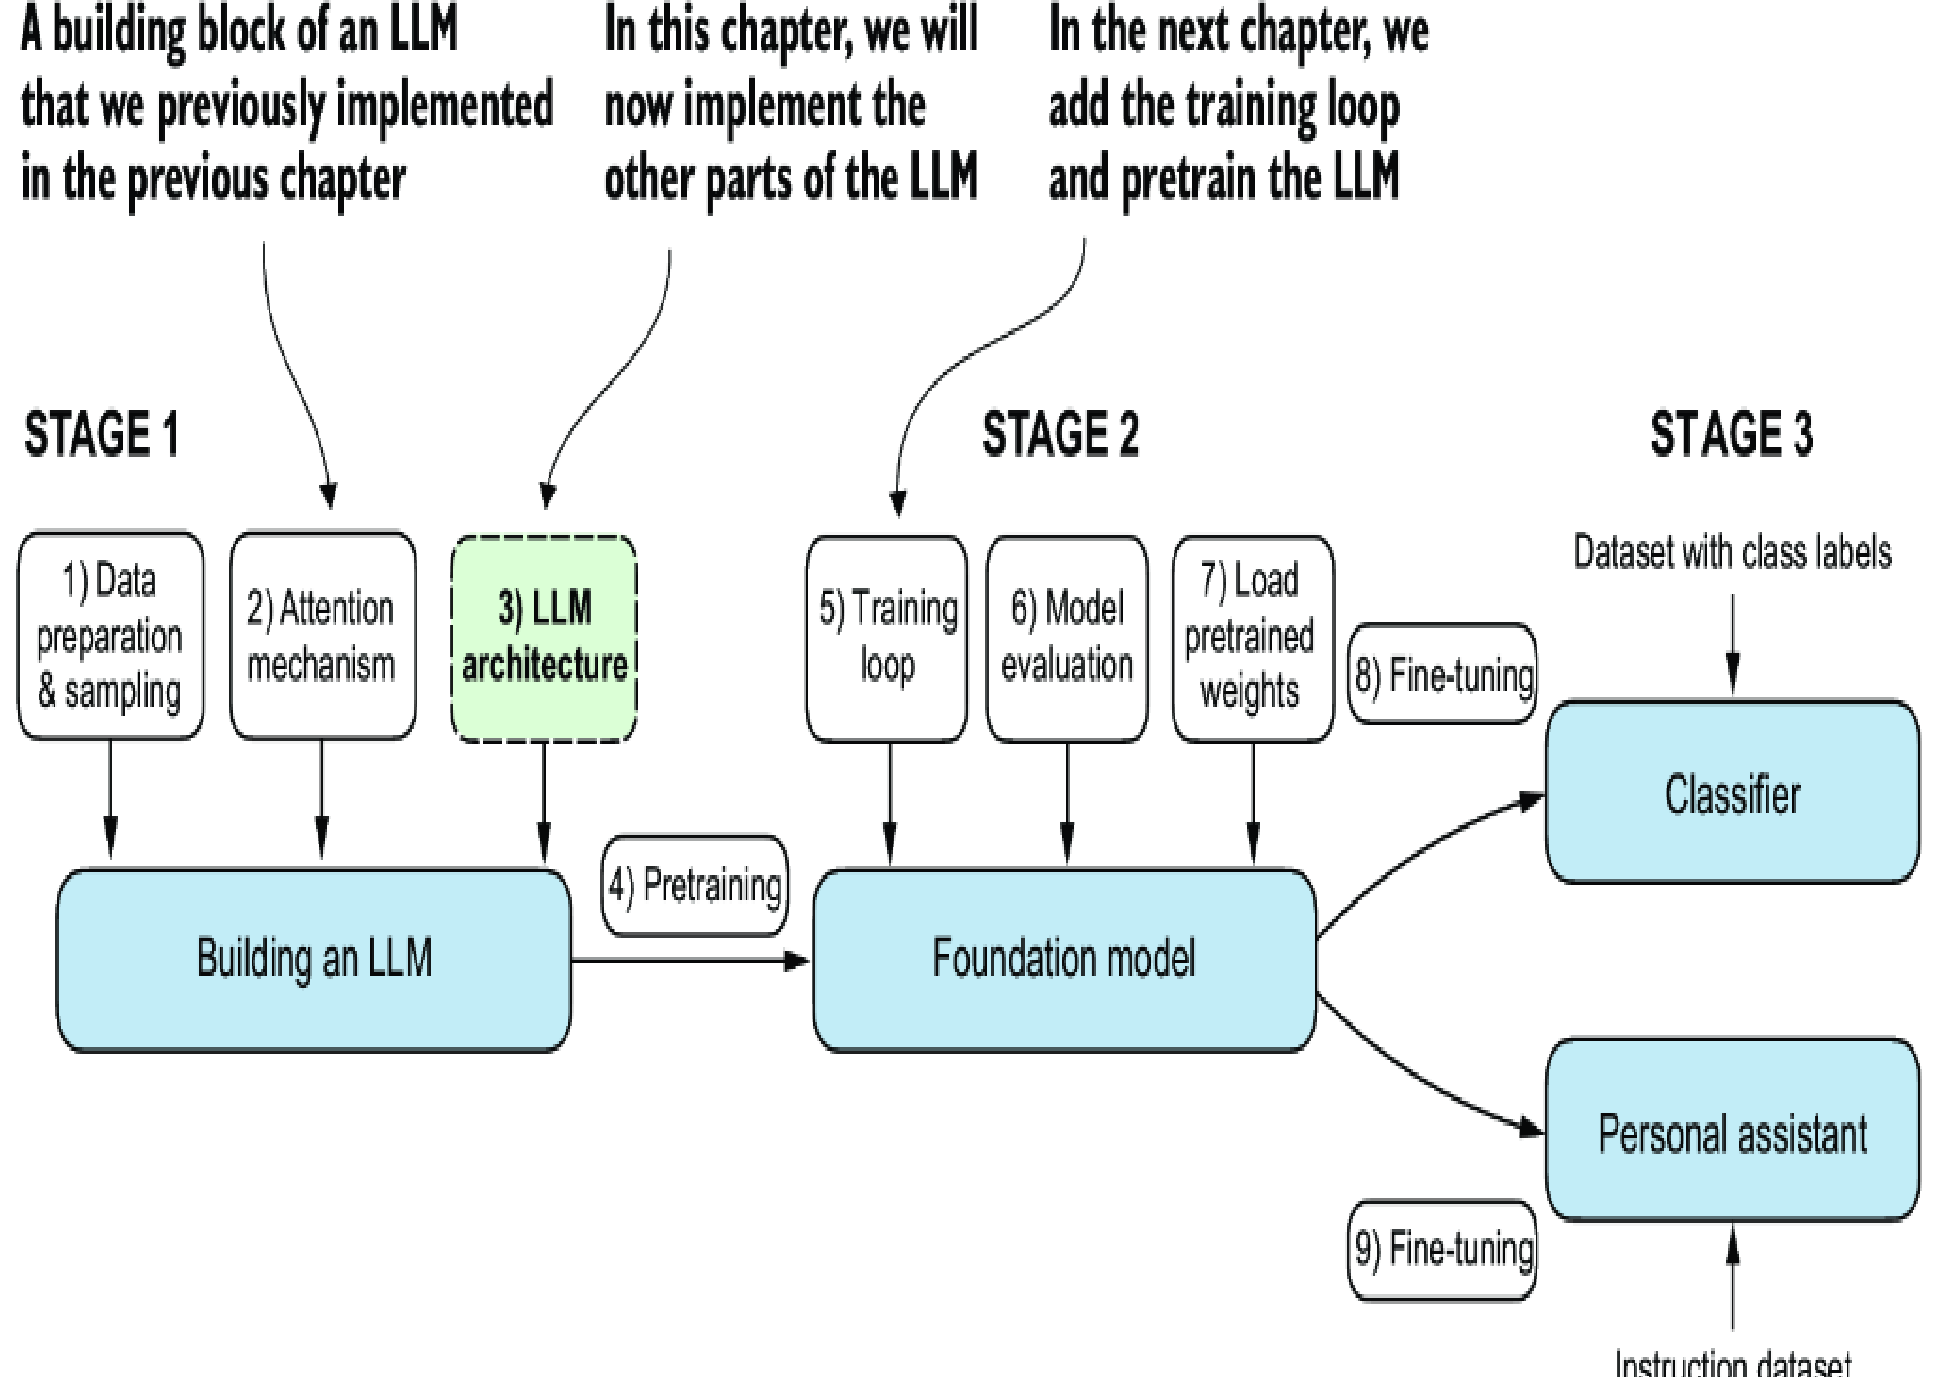 A building block of an LLM
that we previously implemented
in the previous chapter
In this chapter, we will
now implement the
other parts of the LLM
In the next chapter, we
add the training loop
and pretrain the LLM
STAGE 1
STAGE 2
STAGE 3
1) Data
preparation
& sampling
2) Attention
mechanism
3) LLM
architecture
5) Training
loop
6) Model
evaluation
7) Load
pretrained
weights
8) Fine-tuning
Dataset with class labels
Classifier
4) Pretraining
Building an LLM
Foundation model
Personal assistant
9) Fine-tuning
Instruction dataset